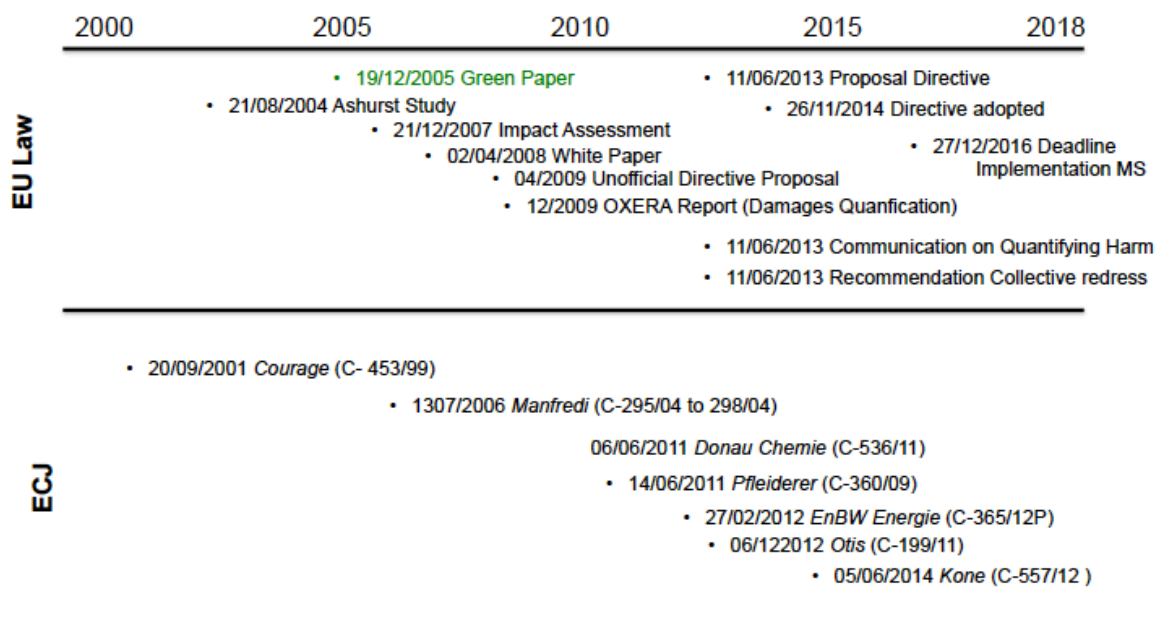 2000 2005 2010 2015 2018
EU Law
• 19/12/2005 Green Paper
• 11/06/2013 Proposal Directive
• 21/08/2004 Ashurst Study
• 26/11/2014 Directive adopted
• 21/12/2007 Impact Assessment
• 27/12/2016 Deadline
Implementation MS
• 02/04/2008 White Paper
• 04/2009 Unofficial Directive Proposal
• 12/2009 OXERA Report (Damages Quanfication)
• 11/06/2013 Communication on Quantifying Harm
• 11/06/2013 Recommendation Collective redress
ECJ
• 20/09/2001 Courage (C- 453/99)
• 1307/2006 Manfredi (C-295/04 to 298/04)
06/06/2011 Donau Chemie (C-536/11)
• 14/06/2011 Pfleiderer (C-360/09)
• 27/02/2012 EnBW Energie (C-365/12P)
• 06/122012 Otis (C-199/11)
• 05/06/2014 Kone (C-557/12 )